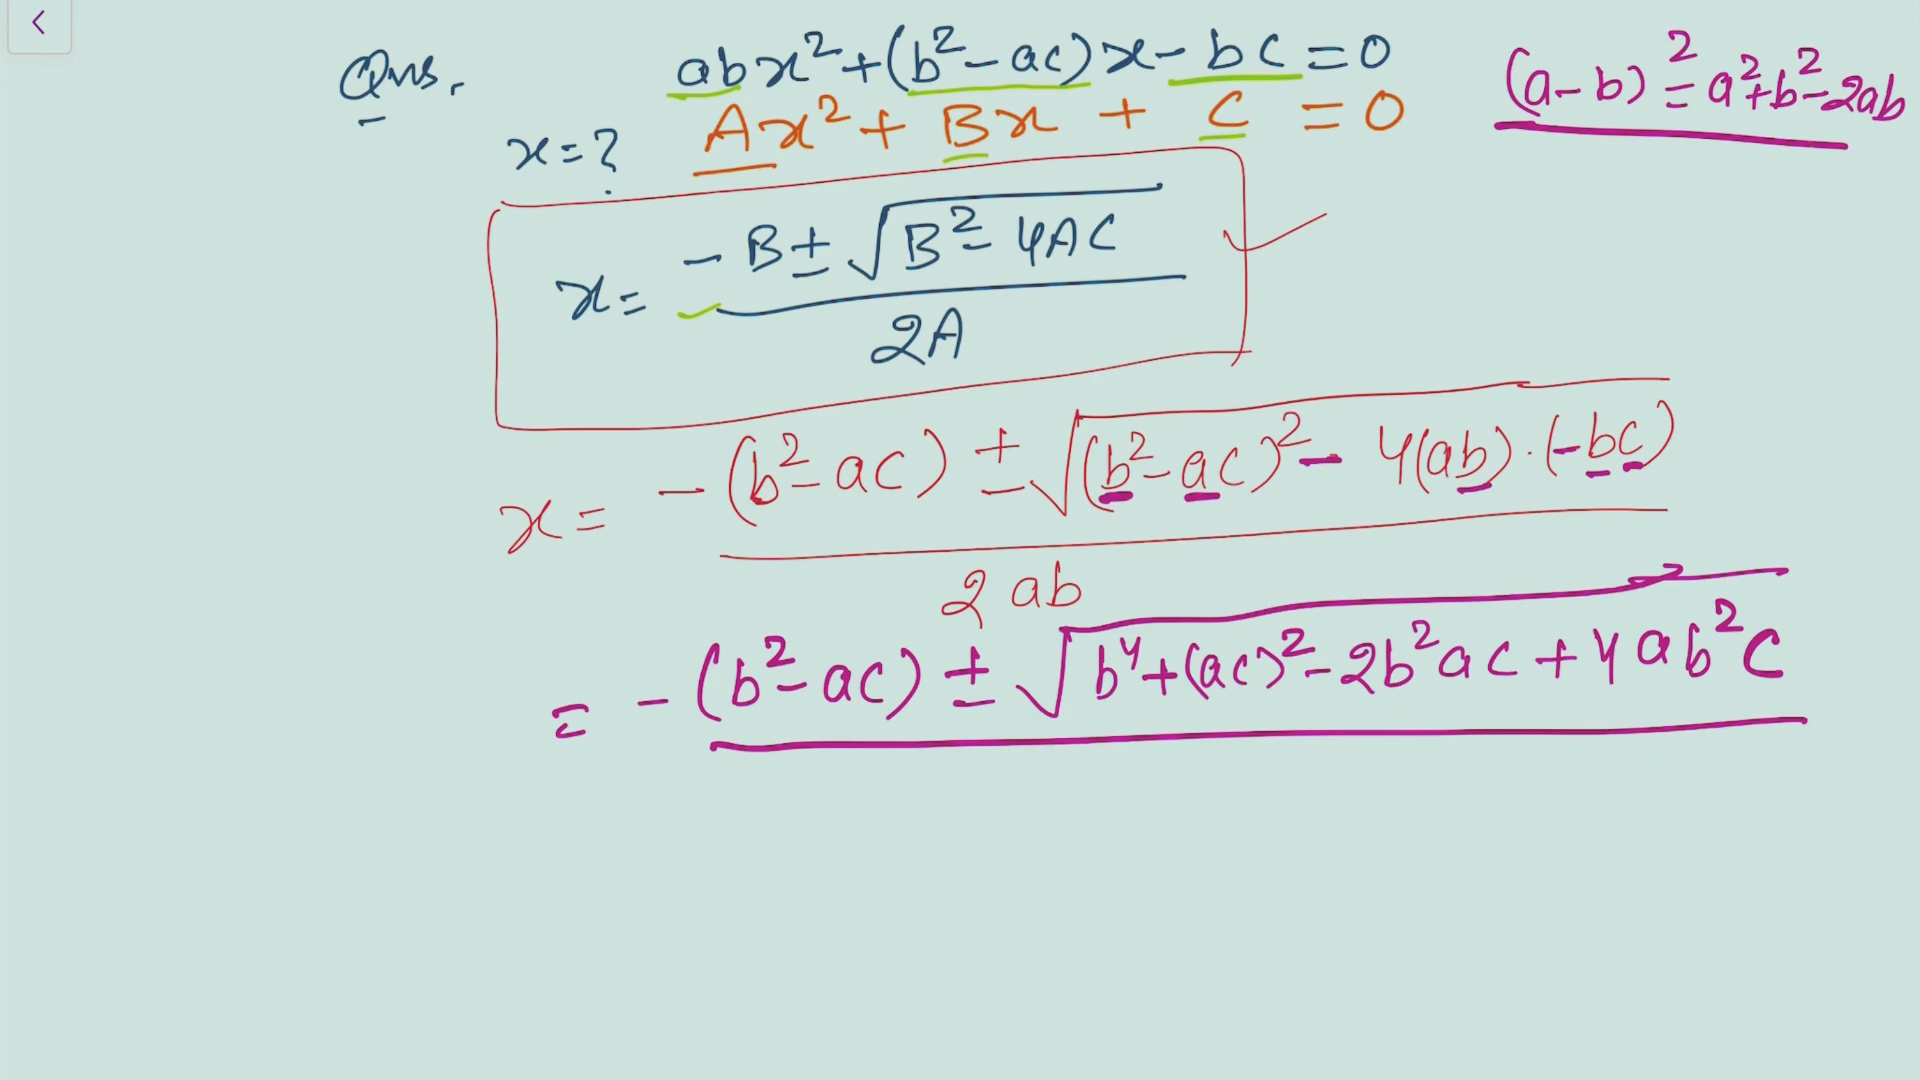 Qns. abx²+(b²-ac)x-bc=0
(a-b)²=a²+b²-2ab
x=? Ax²+Bx+C=0
x= -B±√B²-4AC
2A
x= -(b²-ac)±√(b²-ac)²-4(ab).(-bc)
2ab
= -(b²-ac)±√b⁴+(ac)²-2b²ac+4ab²c